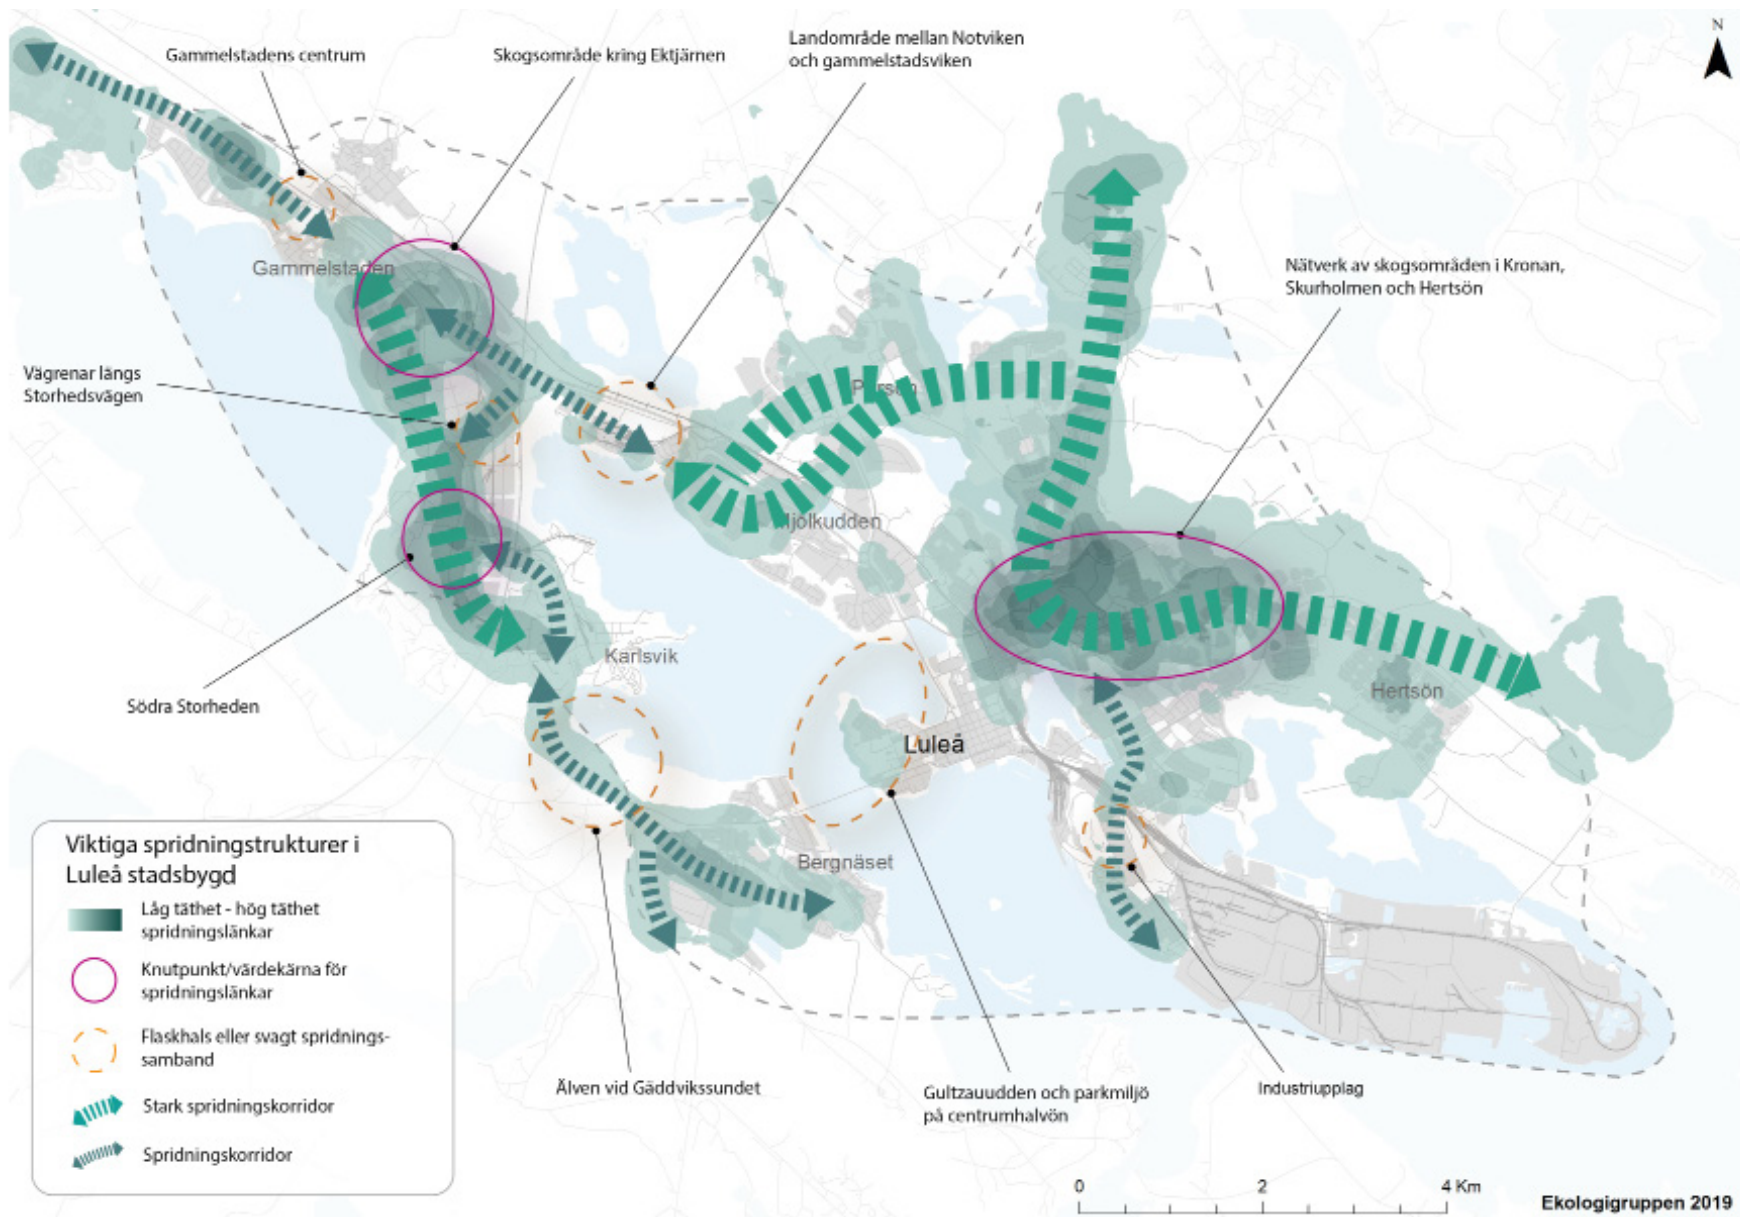 Gammelstadens centrum
Skogsområde kring Ektjärnen
Landområde mellan Notviken
och gammelstadsviken
N
Nätverk av skogsområden i Kronan,
Skurholmen och Hertsön
Gammelstaden
Vägrenar längs
Storhedsvägen
Porsön
Mjölkudden
Karlsvik
Hertsön
Södra Storheden
Luleå
Bergnäset
Viktiga spridningstrukturer i
Luleå stadsbygd
Låg täthet - hög täthet
spridningslänkar
Knutpunkt/värdekärna för
spridningslänkar
Flaskhals eller svagt spridnings-
samband
Stark spridningskorridor
Spridningskorridor
Älven vid Gäddvikssundet
Gultzauudden och parkmiljö
på centrumhalvön
Industriupplag
0 2 4 Km
Ekologigruppen 2019